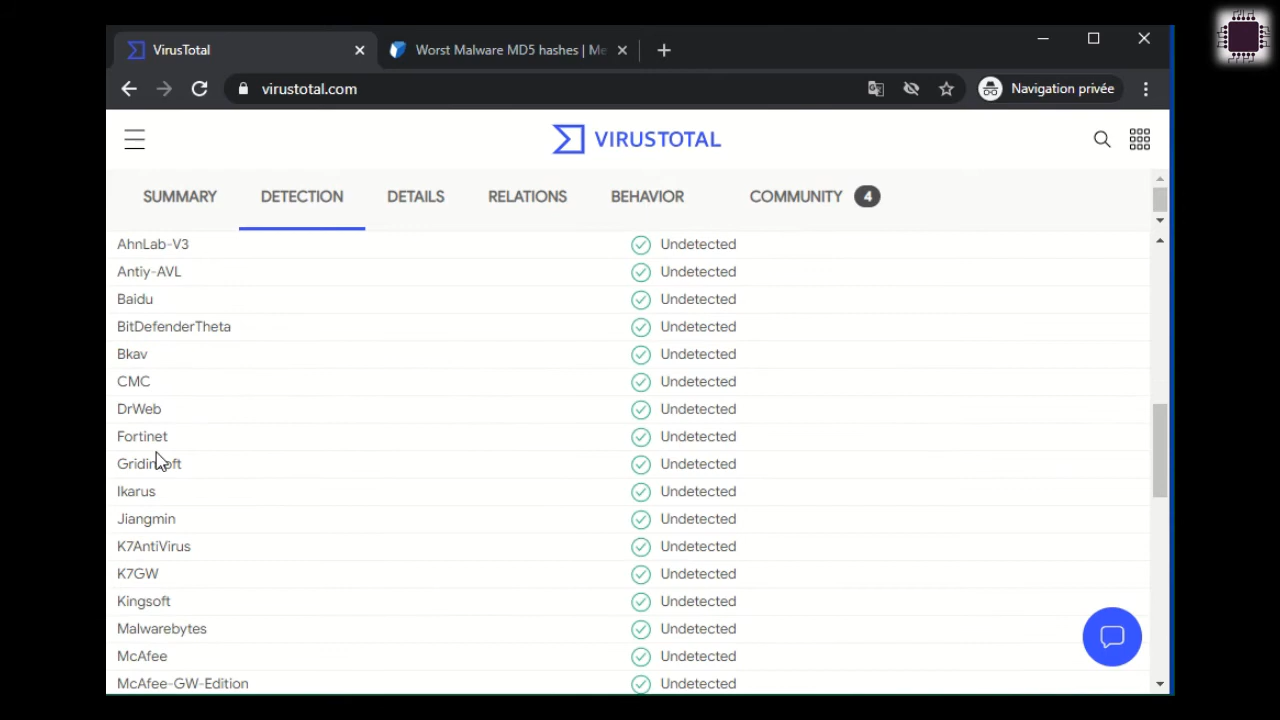 VirusTotal
Worst Malware MD5 hashes | Me
virustotal.com
Navigation privée
VIRUSTOTAL
SUMMARY
DETECTION
DETAILS
RELATIONS
BEHAVIOR
COMMUNITY 4
AhnLab-V3 Undetected
Antiy-AVL Undetected
Baidu Undetected
BitDefenderTheta Undetected
Bkav Undetected
CMC Undetected
DrWeb Undetected
Fortinet Undetected
Gridinsoft Undetected
Ikarus Undetected
Jiangmin Undetected
K7AntiVirus Undetected
K7GW Undetected
Kingsoft Undetected
Malwarebytes Undetected
McAfee Undetected
McAfee-GW-Edition Undetected